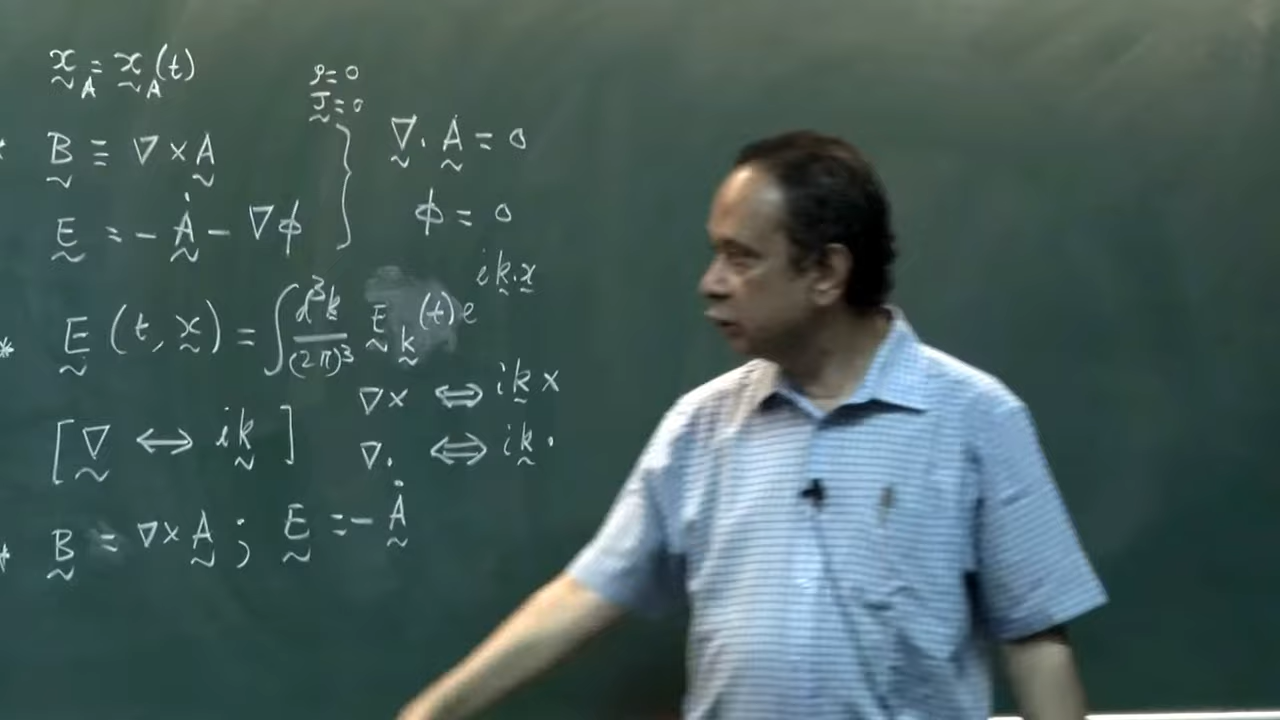 x_A = x_A(t)
ρ = 0
J = 0
* B ≡ ∇ × A
∇ · A = 0
E = - Ȧ - ∇φ
φ = 0
* E (t, x) = ∫ d³k/(2π)³ E_k (t) e^{ik·x}
∇× ⟺ ik ×
[∇ ↔ ik]
∇· ⟺ ik ·
* B = ∇× A ; E = - Ȧ